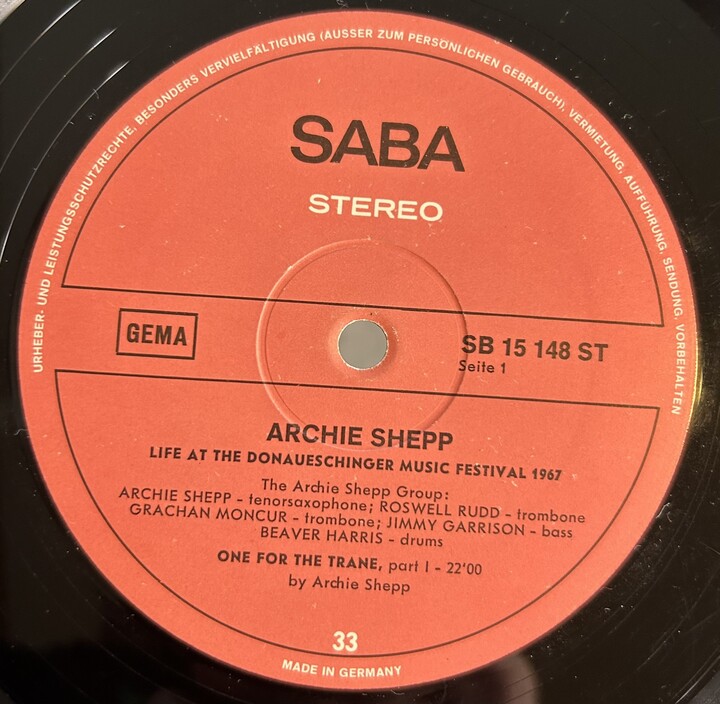 URHEBER- UND LEISTUNGSSCHUTZRECHTE, BESONDERS VERVIELFÄLTIGUNG (AUSSER ZUM PERSÖNLICHEN GEBRAUCH), VERMIETUNG, AUFFÜHRUNG, SENDUNG, VORBEHALTEN
SABA
STEREO
GEMA
SB 15 148 ST
Seite 1
ARCHIE SHEPP
LIFE AT THE DONAUESCHINGER MUSIC FESTIVAL 1967
The Archie Shepp Group:
ARCHIE SHEPP - tenorsaxophone; ROSWELL RUDD - trombone
GRACHAN MONCUR - trombone; JIMMY GARRISON - bass
BEAVER HARRIS - drums
ONE FOR THE TRANE, part I - 22'00
by Archie Shepp
33
MADE IN GERMANY